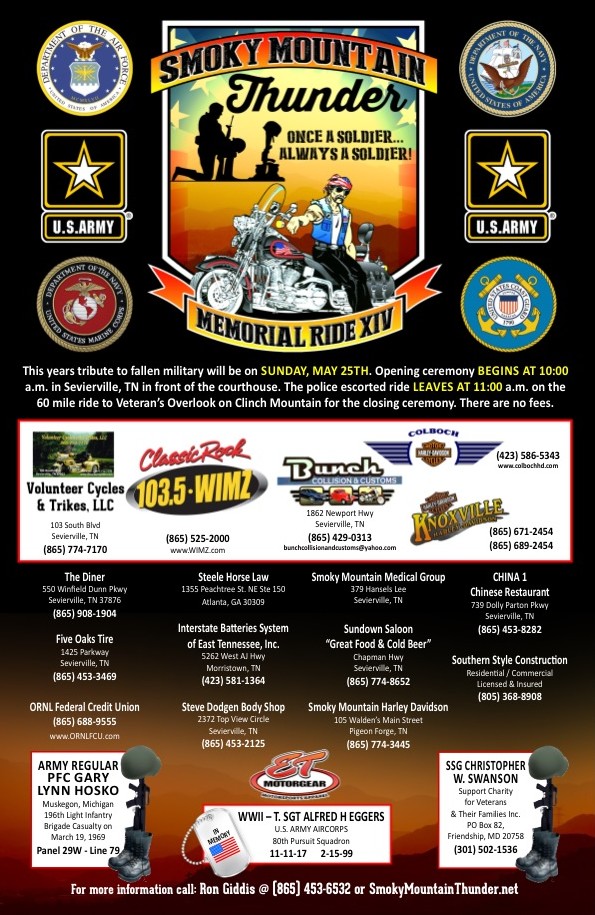 DEPARTMENT OF THE AIR FORCE
UNITED STATES OF AMERICA
U.S.ARMY
DEPARTMENT OF THE NAVY
UNITED STATES MARINE CORPS
SMOKY MOUNTAIN
Thunder
ONCE A SOLDIER...
ALWAYS A SOLDIER!
MEMORIAL RIDE XIV
DEPARTMENT OF THE NAVY
UNITED STATES OF AMERICA
U.S.ARMY
UNITED STATES COAST GUARD
1790
This years tribute to fallen military will be on SUNDAY, MAY 25TH. Opening ceremony BEGINS AT 10:00
a.m. in Sevierville, TN in front of the courthouse. The police escorted ride LEAVES AT 11:00 a.m. on the
60 mile ride to Veteran's Overlook on Clinch Mountain for the closing ceremony. There are no fees.
Volunteer Cycles
& Trikes, LLC
103 South Blvd
Sevierville, TN
(865) 774-7170
Classic Rock
103.5·WIMZ
(865) 525-2000
www.WIMZ.com
Bunch
COLLISION & CUSTOMS
1862 Newport Hwy
Sevierville, TN
(865) 429-0313
bunchcollisionandcustoms@yahoo.com
COLBOCH
HARLEY-DAVIDSON
(423) 586-5343
www.colbochhd.com
KNOXVILLE
(865) 671-2454
(865) 689-2454
The Diner
550 Winfield Dunn Pkwy
Sevierville, TN 37876
(865) 908-1904
Five Oaks Tire
1425 Parkway
Sevierville, TN
(865) 453-3469
ORNL Federal Credit Union
(865) 688-9555
www.ORNLFCU.com
Steele Horse Law
1355 Peachtree St. NE Ste 150
Atlanta, GA 30309
Interstate Batteries System
of East Tennessee, Inc.
5262 West AJ Hwy
Morristown, TN
(423) 581-1364
Steve Dodgen Body Shop
2372 Top View Circle
Sevierville, TN
(865) 453-2125
Smoky Mountain Medical Group
379 Hansels Lee
Sevierville, TN
Sundown Saloon
"Great Food & Cold Beer"
Chapman Hwy
Sevierville, TN
(865) 774-8652
Smoky Mountain Harley Davidson
105 Walden's Main Street
Pigeon Forge, TN
(865) 774-3445
CHINA 1
Chinese Restaurant
739 Dolly Parton Pkwy
Sevierville, TN
(865) 453-8282
Southern Style Construction
Residential / Commercial
Licensed & Insured
(805) 368-8908
ARMY REGULAR
PFC GARY
LYNN HOSKO
Muskegon, Michigan
196th Light Infantry
Brigade Casualty on
March 19, 1969
Panel 29W - Line 79
ET
MOTORGEAR
IN
MEMORY
WWII – T. SGT ALFRED H EGGERS
U.S. ARMY AIRCORPS
80th Pursuit Squadron
11-11-17 2-15-99
SSG CHRISTOPHER
W. SWANSON
Support Charity
for Veterans
& Their Families Inc.
PO Box 82,
Friendship, MD 20758
(301) 502-1536
For more information call: Ron Giddis @ (865) 453-6532 or SmokyMountainThunder.net